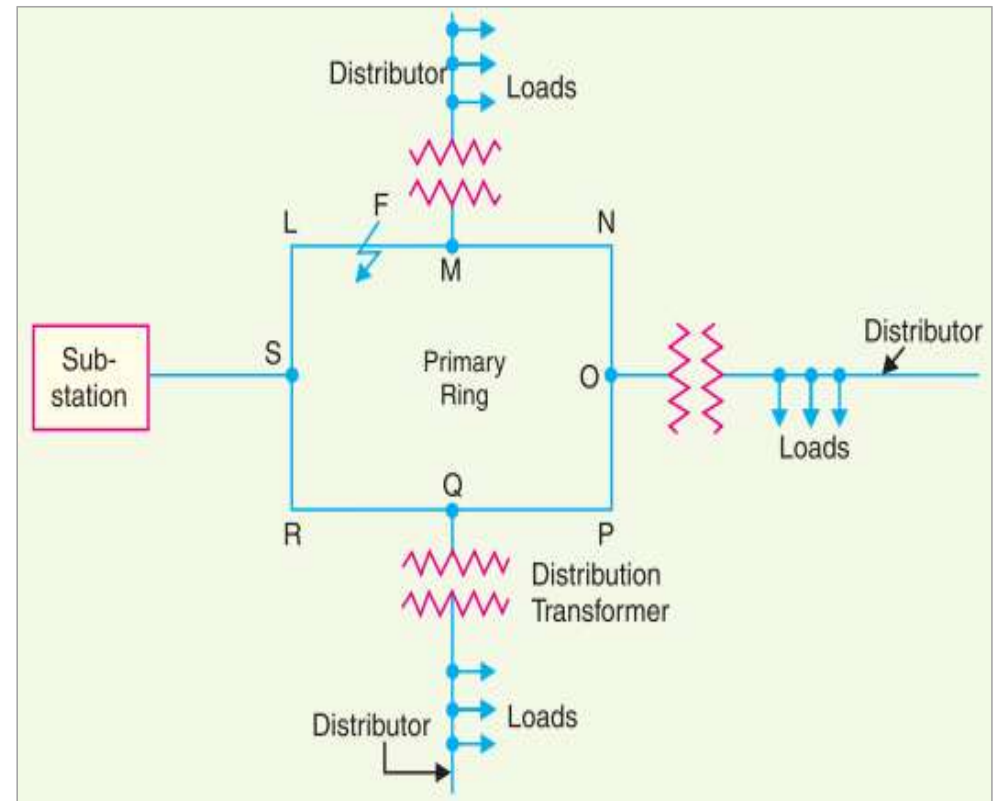 Distributor
Loads
F
L
N
M
Distributor
S
Sub-
station
Primary
Ring
O
Loads
Q
R
P
Distribution
Transformer
Loads
Distributor